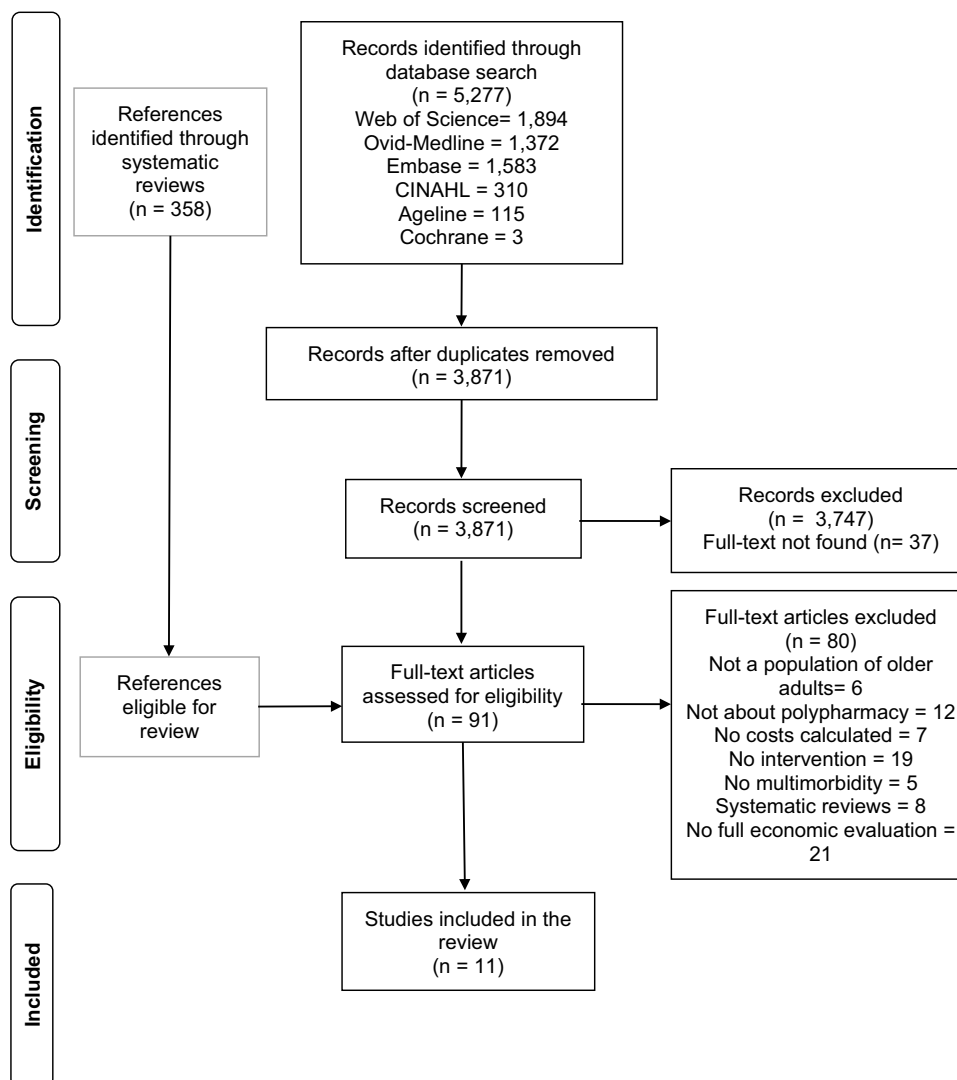 Identification
References
identified through
systematic
reviews
(n = 358)
Records identified through
database search
(n = 5,277)
Web of Science= 1,894
Ovid-Medline = 1,372
Embase = 1,583
CINAHL = 310
Ageline = 115
Cochrane = 3
Records after duplicates removed
(n = 3,871)
Screening
Records screened
(n = 3,871)
Records excluded
(n = 3,747)
Full-text not found (n= 37)
Eligibility
References
eligible for
review
Full-text articles
assessed for eligibility
(n = 91)
Full-text articles excluded
(n = 80)
Not a population of older
adults= 6
Not about polypharmacy = 12
No costs calculated = 7
No intervention = 19
No multimorbidity = 5
Systematic reviews = 8
No full economic evaluation =
21
Included
Studies included in the
review
(n = 11)